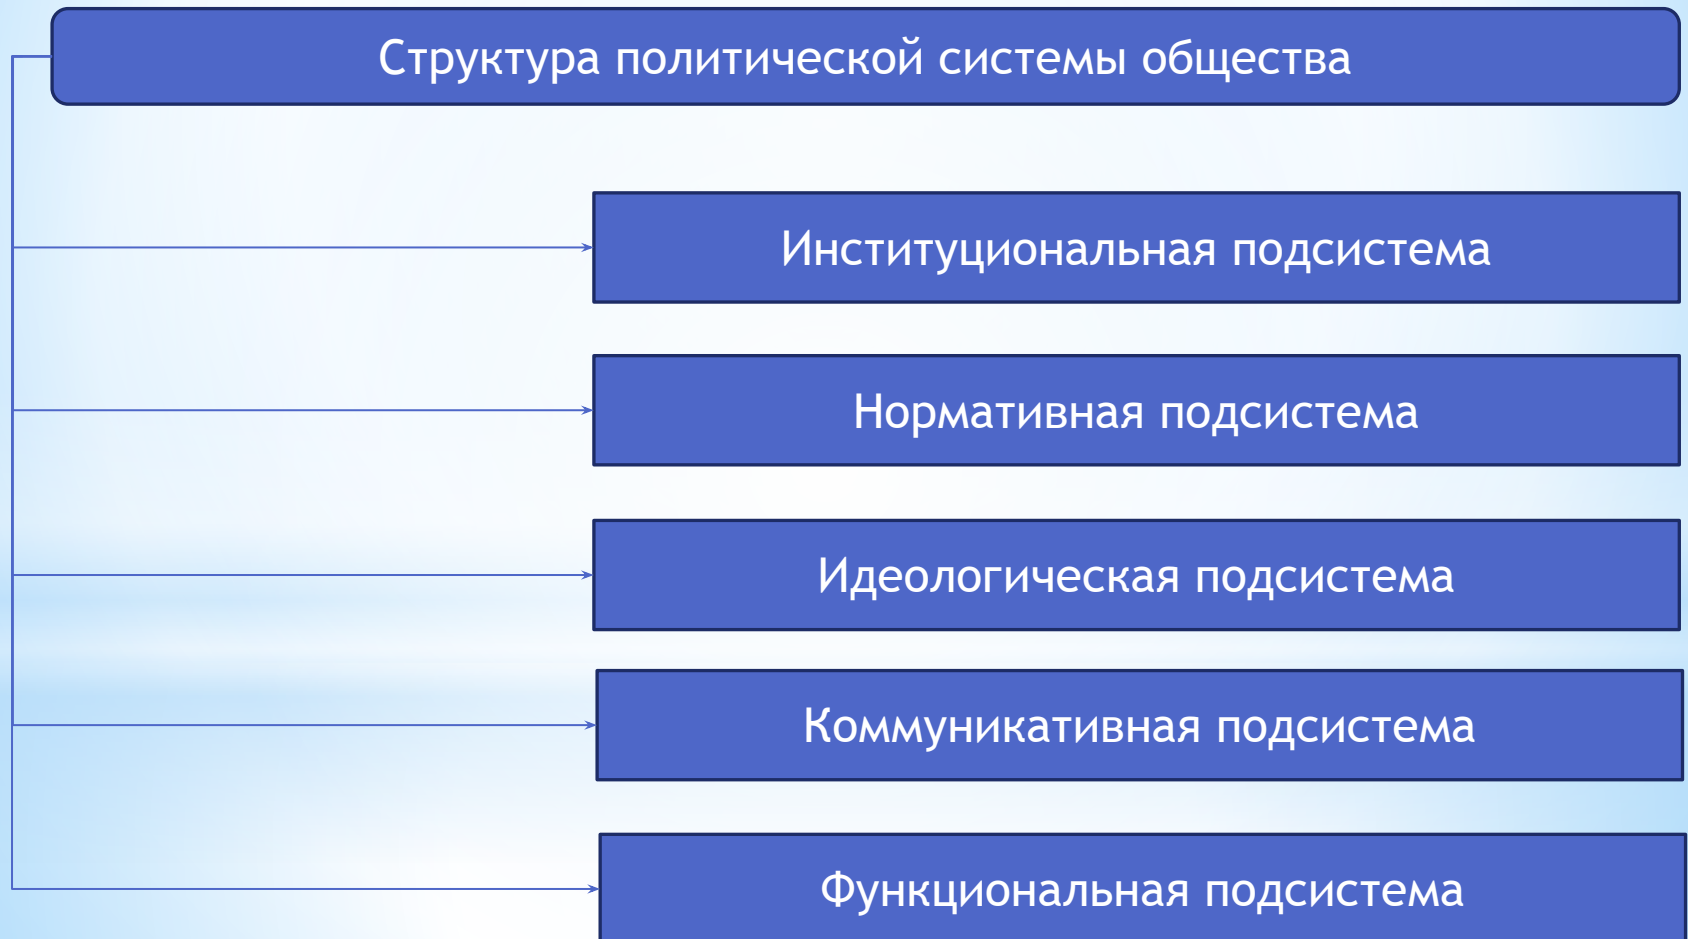 Структура политической системы общества
Институциональная подсистема
Нормативная подсистема
Идеологическая подсистема
Коммуникативная подсистема
Функциональная подсистема